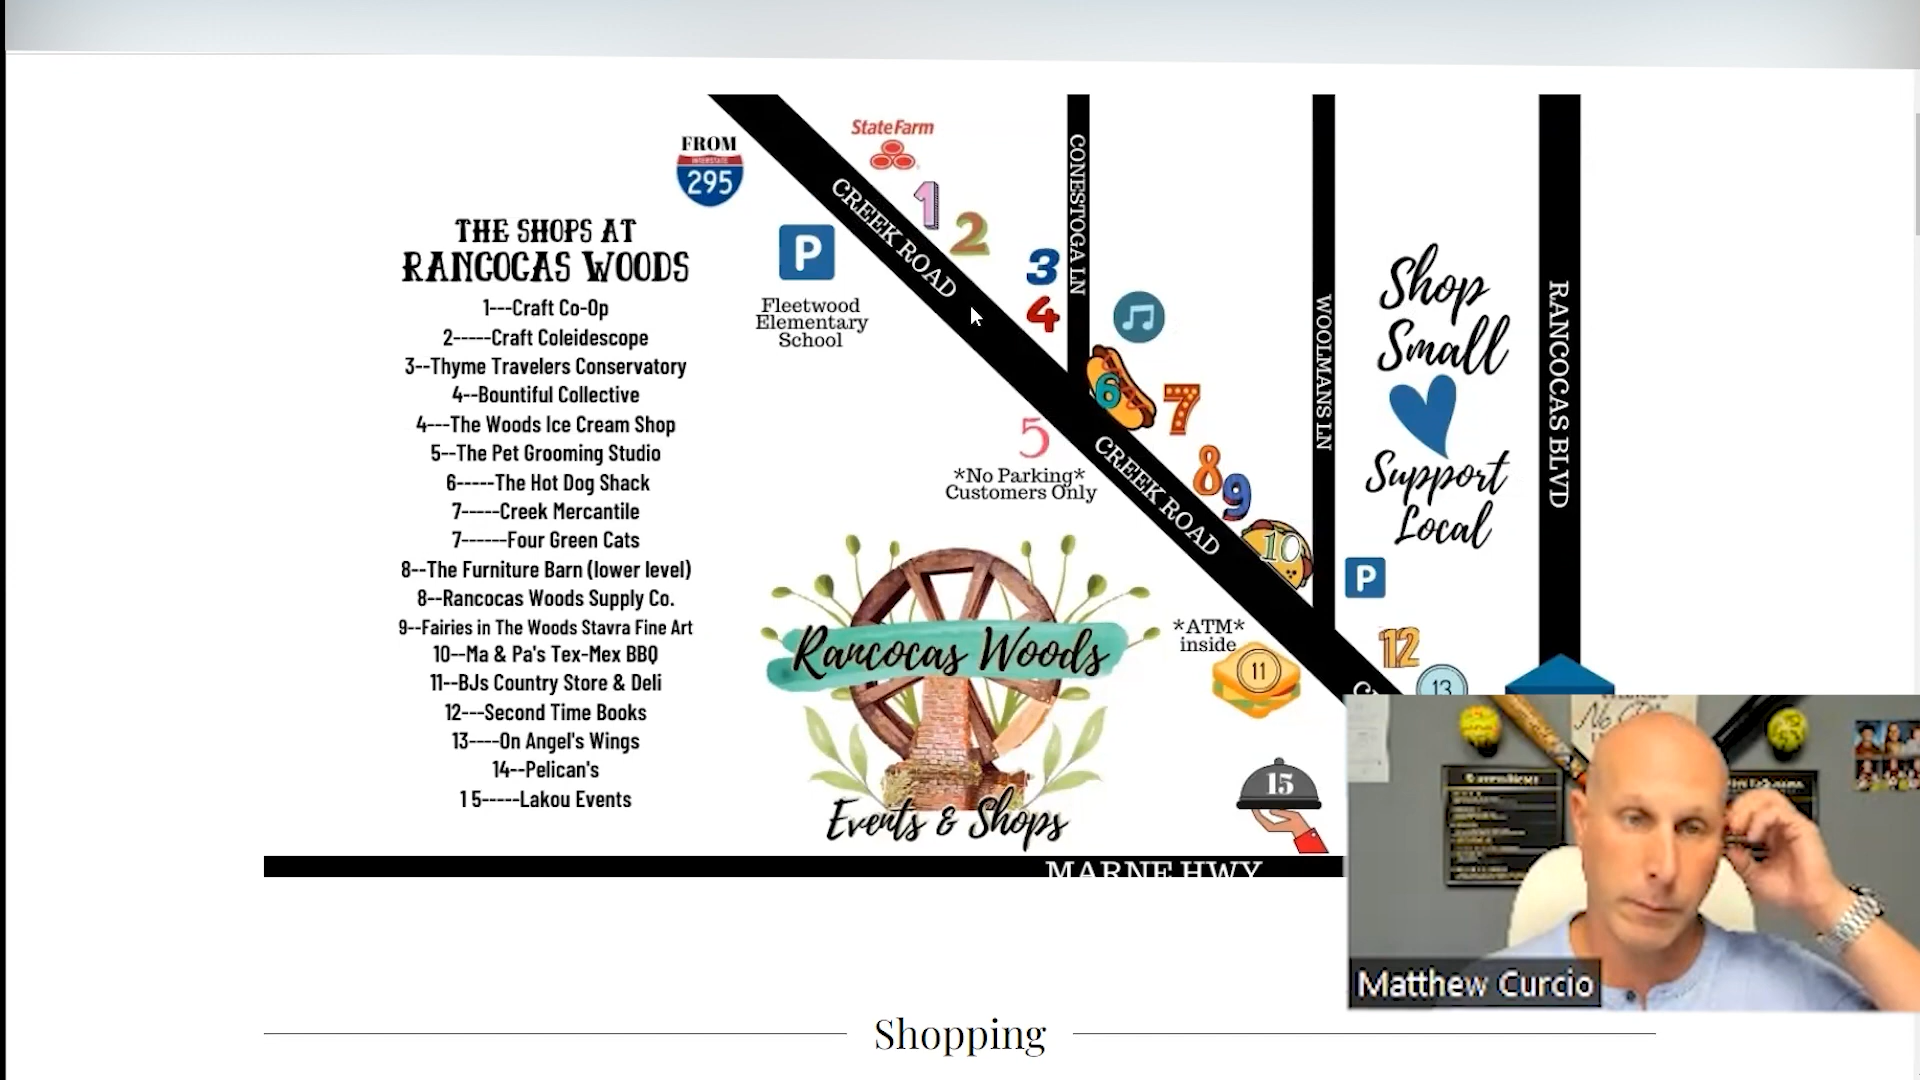 FROM
INTERSTATE
295
StateFarm
THE SHOPS AT
RANCOCAS WOODS
1---Craft Co-Op
2-----Craft Coleidescope
3--Thyme Travelers Conservatory
4--Bountiful Collective
4---The Woods Ice Cream Shop
5--The Pet Grooming Studio
6-----The Hot Dog Shack
7-----Creek Mercantile
7------Four Green Cats
8--The Furniture Barn (lower level)
8--Rancocas Woods Supply Co.
9--Fairies in The Woods Stavra Fine Art
10--Ma & Pa's Tex-Mex BBQ
11--BJs Country Store & Deli
12---Second Time Books
13----On Angel's Wings
14--Pelican's
1 5-----Lakou Events
P
Fleetwood
Elementary
School
CREEK ROAD
1
2
3
4
CONESTOGA LN
5
*No Parking*
Customers Only
6
7
8
9
10
CREEK ROAD
WOOLMANS LN
Shop
Small
Support
Local
RANCOCAS BLVD
P
*ATM*
inside
11
12
13
15
Rancocas Woods
Events & Shops
MARNE HWY
Matthew Curcio
Shopping